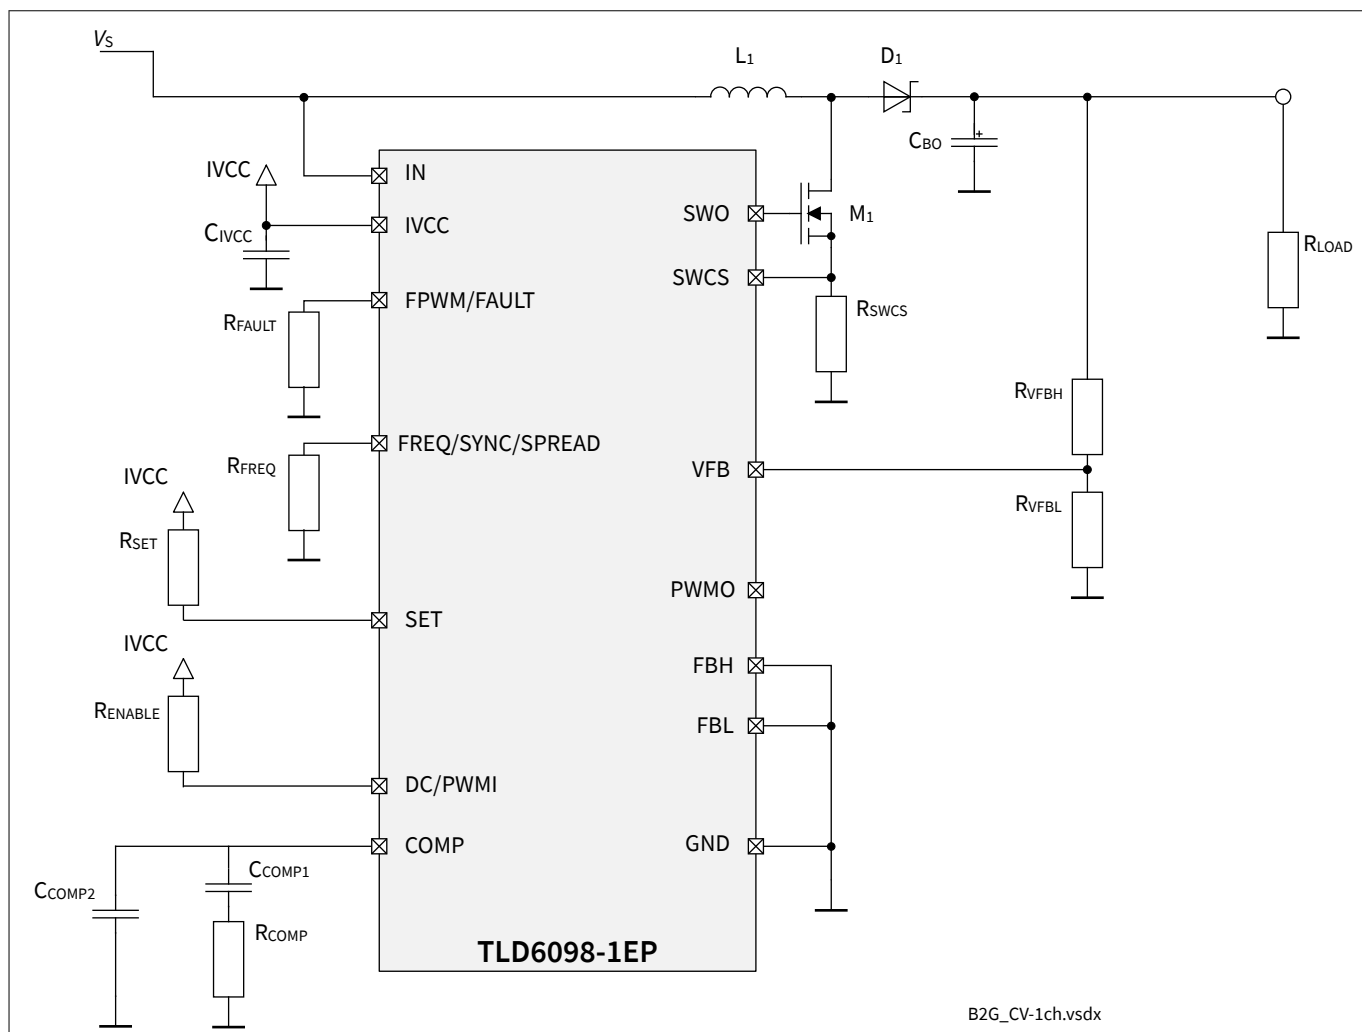 VS
L1
D1
CBO
IVCC
IN
SWO
M1
CIVCC
IVCC
RLOAD
SWCS
RSWCS
FPWM/FAULT
RFAULT
RVFBH
FREQ/SYNC/SPREAD
RFREQ
VFB
IVCC
RVFBL
RSET
PWMO
SET
IVCC
FBH
RENABLE
FBL
DC/PWMI
COMP
GND
CCOMP1
CCOMP2
RCOMP
TLD6098-1EP
B2G_CV-1ch.vsdx
+